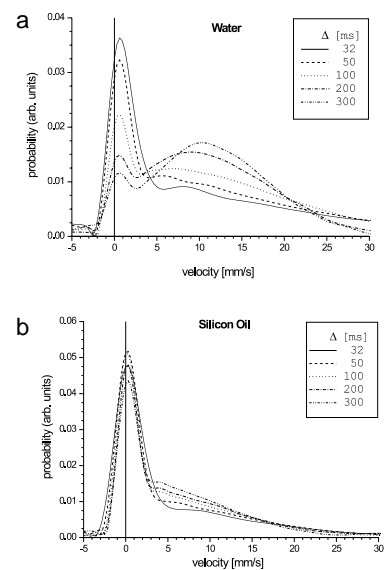 a
Water
Δ [ms]
32
50
100
200
300
0.04
0.03
0.02
0.01
0.00
probability (arb. units)
-5 0 5 10 15 20 25 30
velocity [mm/s]
b
Silicon Oil
Δ [ms]
32
50
100
200
300
0.06
0.05
0.04
0.03
0.02
0.01
0.00
probability (arb. units)
-5 0 5 10 15 20 25 30
velocity [mm/s]